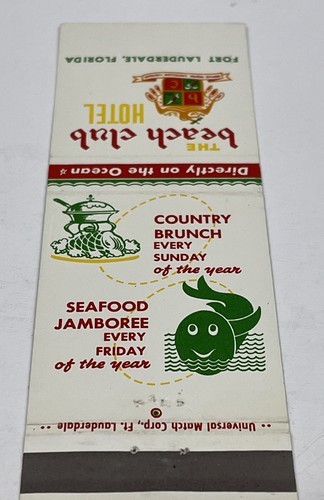 FORT LAUDERDALE, FLORIDA
THE
beach club
HOTEL
Directly on the Ocean
COUNTRY
BRUNCH
EVERY
SUNDAY
of the year
SEAFOOD
JAMBOREE
EVERY
FRIDAY
of the year
•• Universal Match Corp., Ft. Lauderdale ••